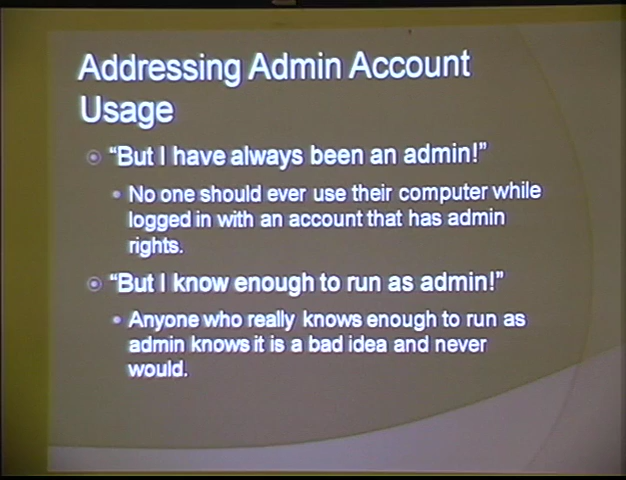 Addressing Admin Account
Usage
“But I have always been an admin!”
No one should ever use their computer while
logged in with an account that has admin
rights.
“But I know enough to run as admin!”
Anyone who really knows enough to run as
admin knows it is a bad idea and never
would.